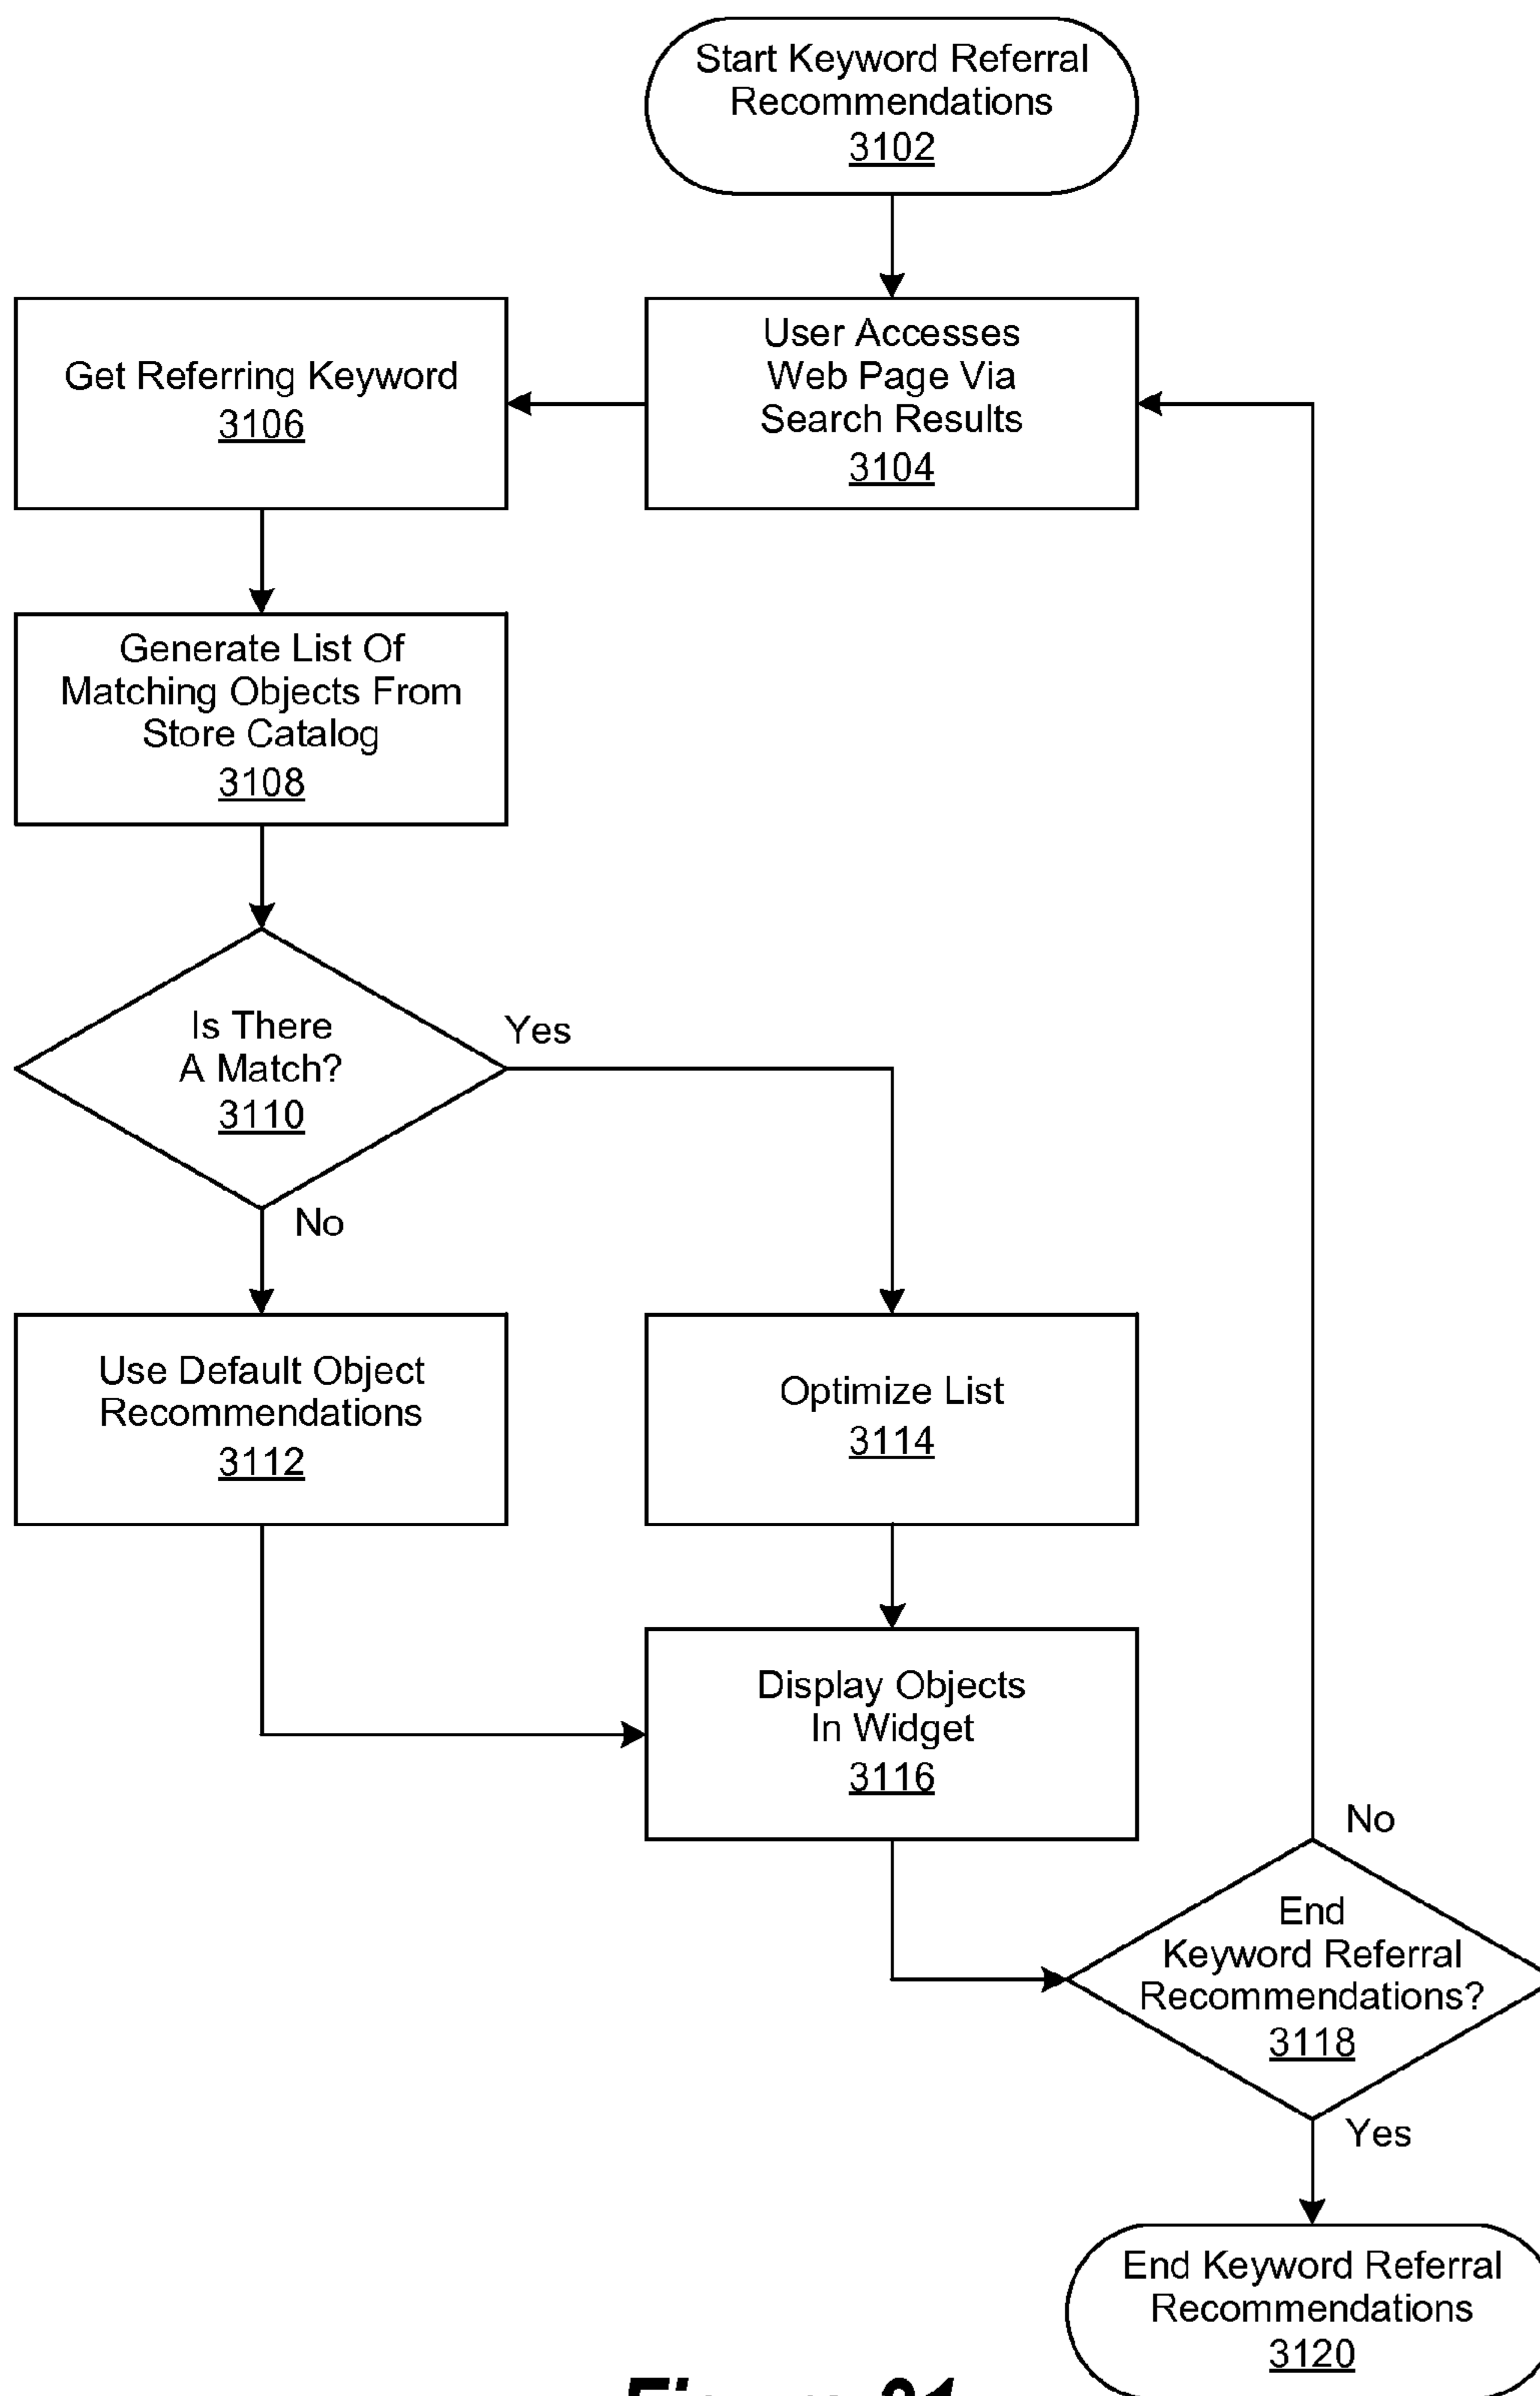 Start Keyword Referral
Recommendations
3102
User Accesses
Web Page Via
Search Results
3104
Get Referring Keyword
3106
Generate List Of
Matching Objects From
Store Catalog
3108
Is There
A Match?
3110
Yes
No
Use Default Object
Recommendations
3112
Optimize List
3114
Display Objects
In Widget
3116
No
End
Keyword Referral
Recommendations?
3118
Yes
End Keyword Referral
Recommendations
3120
Figure 31